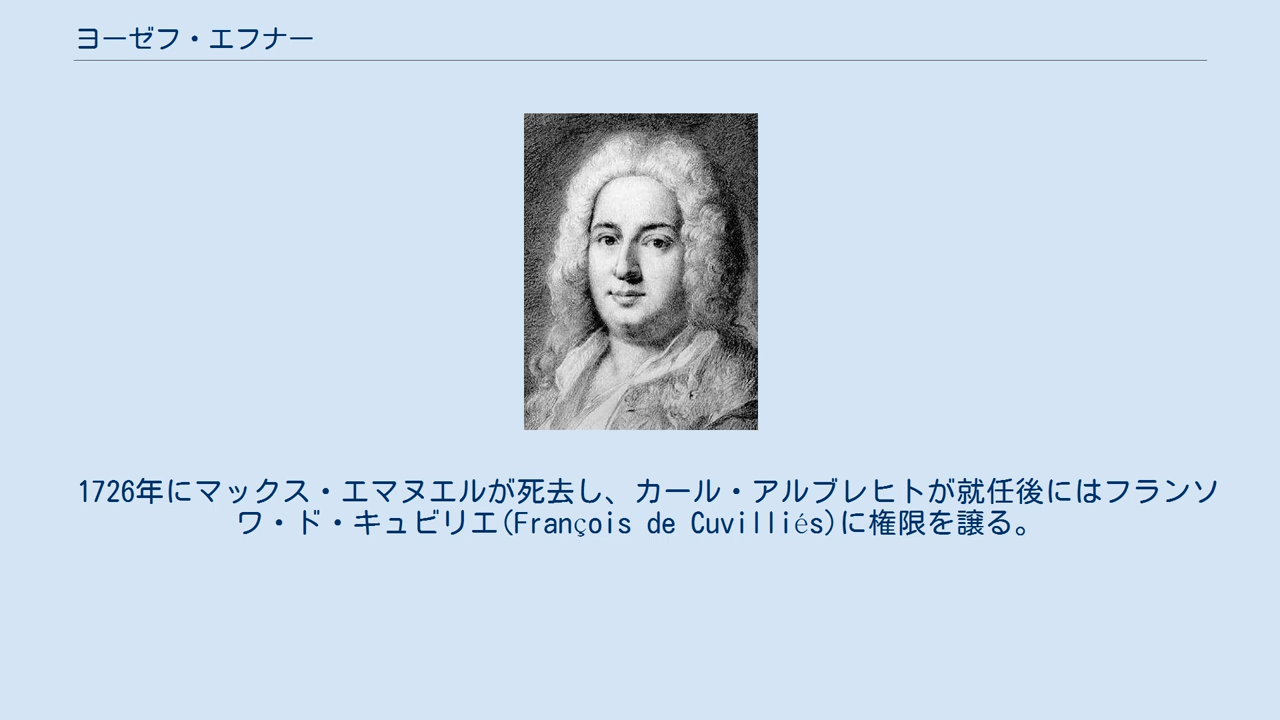 ヨーゼフ・エフナー
1726年にマックス・エマヌエルが死去し、カール・アルブレヒトが就任後にはフランソ
ワ・ド・キュビリエ(François de Cuvilliés)に権限を譲る。